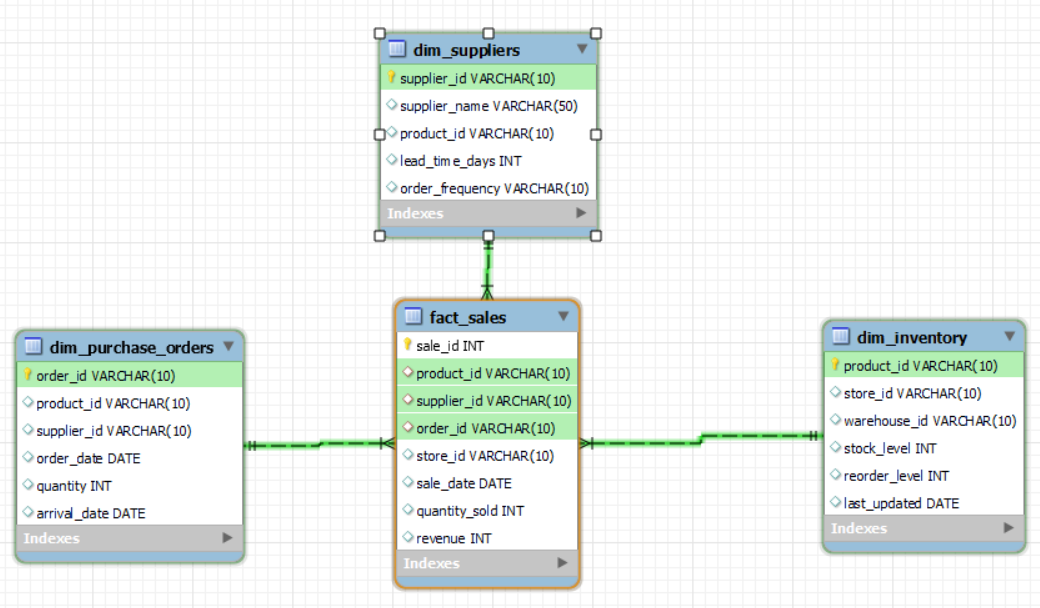 dim_suppliers
supplier_id VARCHAR(10)
supplier_name VARCHAR(50)
product_id VARCHAR(10)
lead_time_days INT
order_frequency VARCHAR(10)
Indexes
dim_purchase_orders
order_id VARCHAR(10)
product_id VARCHAR(10)
supplier_id VARCHAR(10)
order_date DATE
quantity INT
arrival_date DATE
Indexes
fact_sales
sale_id INT
product_id VARCHAR(10)
supplier_id VARCHAR(10)
order_id VARCHAR(10)
store_id VARCHAR(10)
sale_date DATE
quantity_sold INT
revenue INT
Indexes
dim_inventory
product_id VARCHAR(10)
store_id VARCHAR(10)
warehouse_id VARCHAR(10)
stock_level INT
reorder_level INT
last_updated DATE
Indexes